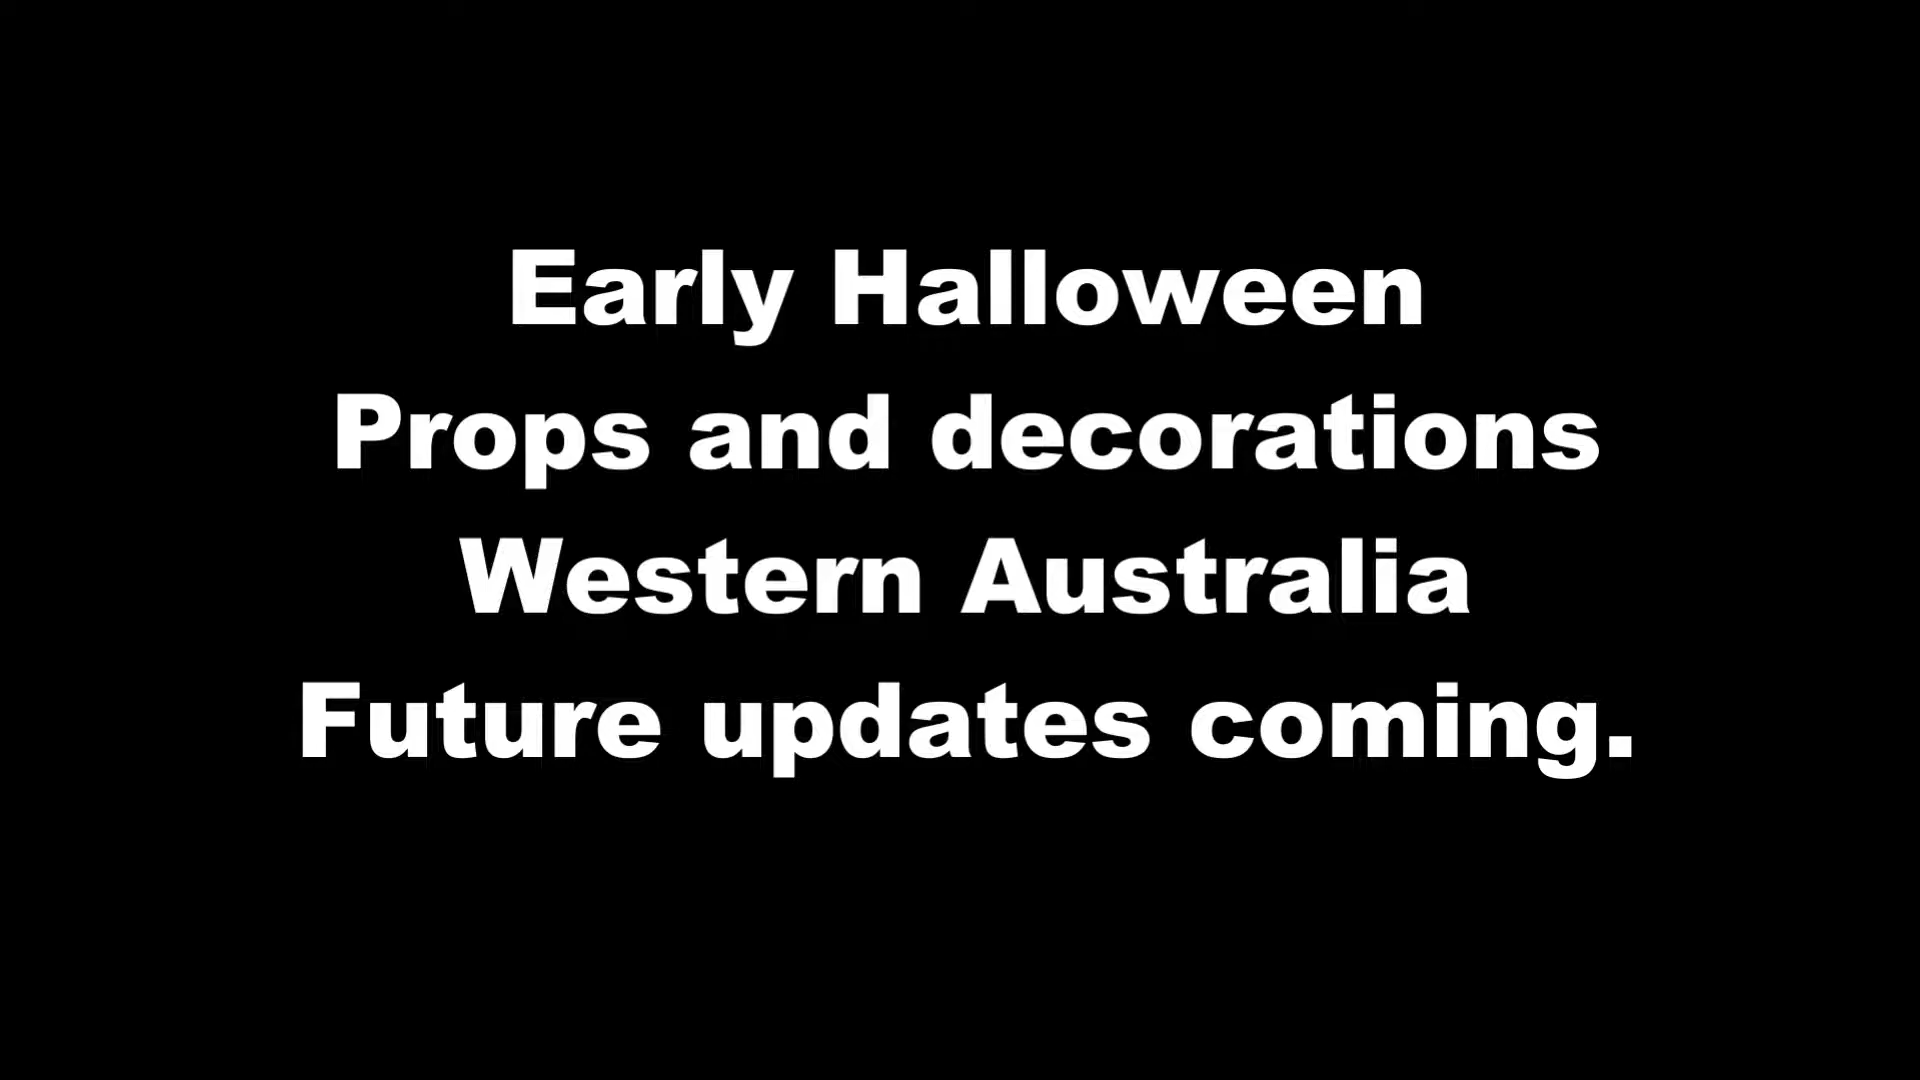 Early Halloween
Props and decorations
Western Australia
Future updates coming.